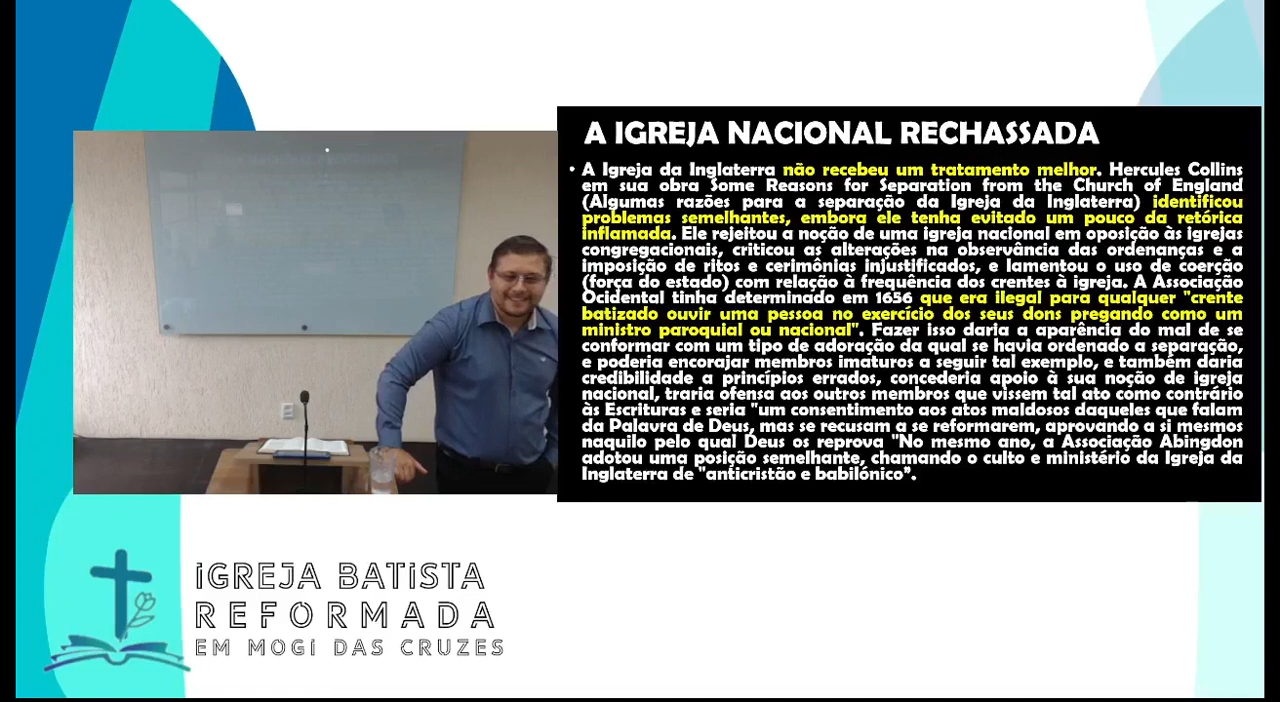 A IGREJA NACIONAL RECHASSADA
• A Igreja da Inglaterra não recebeu um tratamento melhor. Hercules Collins
em sua obra Some Reasons for Separation from the Church of England
(Algumas razões para a separação da Igreja da Inglaterra) identificou
problemas semelhantes, embora ele tenha evitado um pouco da retórica
inflamada. Ele rejeitou a noção de uma igreja nacional em oposição às igrejas
congregacionais, criticou as alterações na observância das ordenanças e a
imposição de ritos e cerimônias injustificados, e lamentou o uso de coerção
(força do estado) com relação à frequência dos crentes à igreja. A Associação
Ocidental tinha determinado em 1656 que era ilegal para qualquer "crente
batizado ouvir uma pessoa no exercício dos seus dons pregando como um
ministro paroquial ou nacional". Fazer isso daria a aparência do mal de se
conformar com um tipo de adoração da qual se havia ordenado a separação,
e poderia encorajar membros imaturos a seguir tal exemplo, e também daria
credibilidade a princípios errados, concederia apoio à sua noção de igreja
nacional, traria ofensa aos outros membros que vissem tal ato como contrário
às Escrituras e seria "um consentimento aos atos maldosos daqueles que falam
da Palavra de Deus, mas se recusam a se reformarem, aprovando a si mesmos
naquilo pelo qual Deus os reprova "No mesmo ano, a Associação Abingdon
adotou uma posição semelhante, chamando o culto e ministério da Igreja da
Inglaterra de "anticristão e babilónico”.
IGREJA BATISTA
REFORMADA
EM MOGI DAS CRUZES